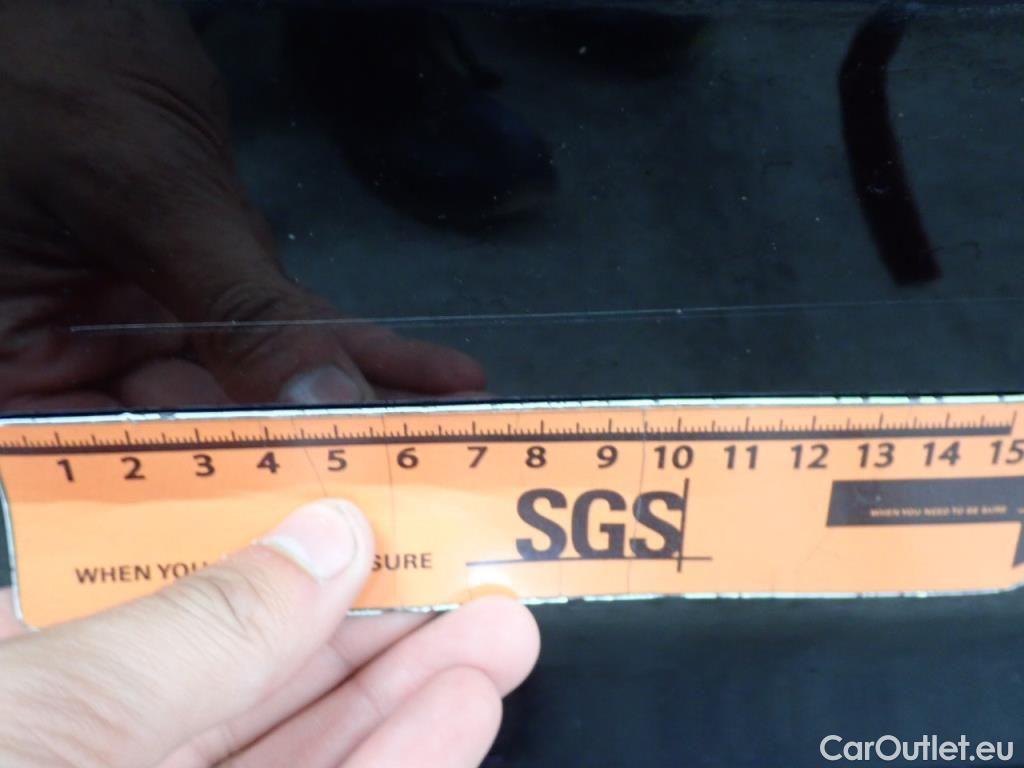 1 2 3 4 5 6 7 8 9 10 11 12 13 14 15
SGS
WHEN YOU NEED TO BE SURE
WHEN YOU SURE
CarOutlet.eu